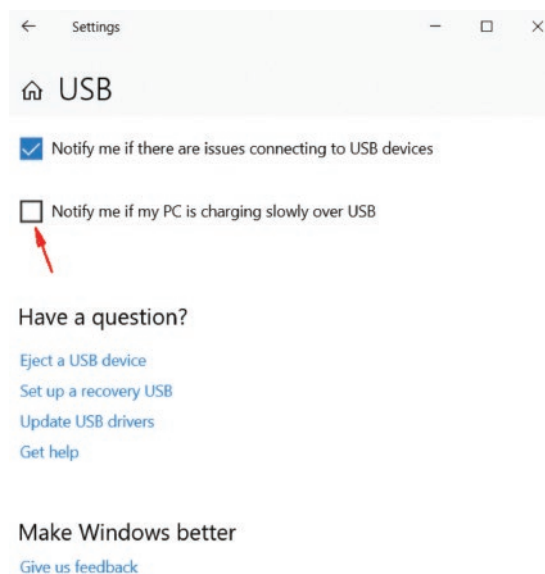 Settings
USB
Notify me if there are issues connecting to USB devices
Notify me if my PC is charging slowly over USB
Have a question?
Eject a USB device
Set up a recovery USB
Update USB drivers
Get help
Make Windows better
Give us feedback